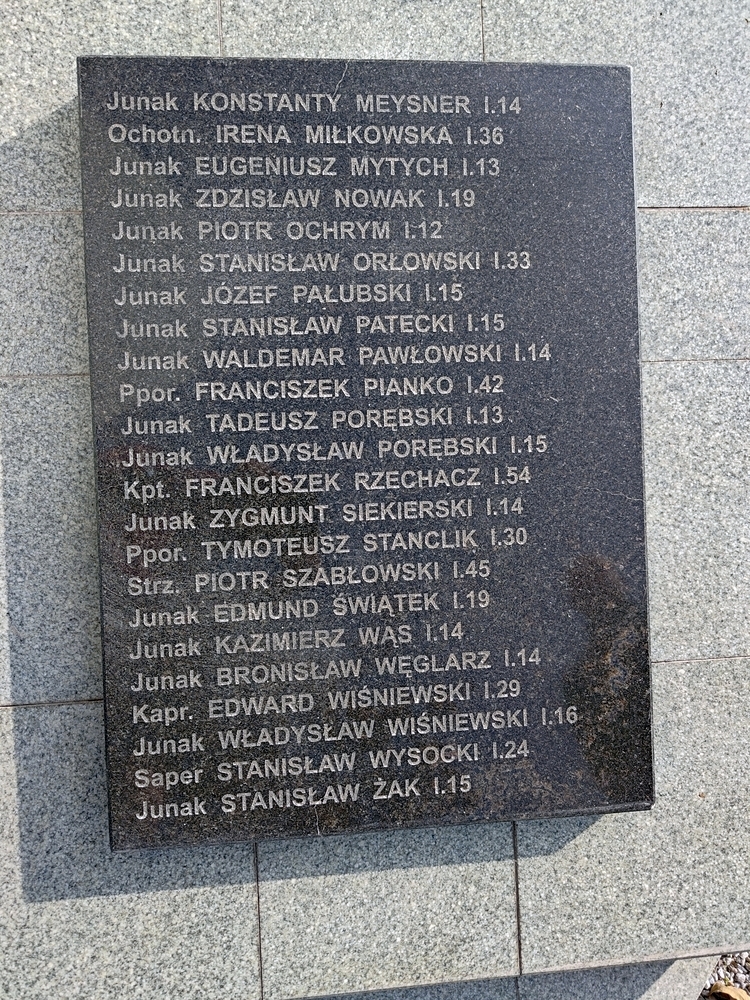 Junak KONSTANTY MEYSNER l.14
Ochotn. IRENA MIŁKOWSKA l.36
Junak EUGENIUSZ MYTYCH l.13
Junak ZDZISŁAW NOWAK l.19
Junak PIOTR OCHRYM l.12
Junak STANISŁAW ORŁOWSKI l.33
Junak JÓZEF PAŁUBSKI l.15
Junak STANISŁAW PATECKI l.15
Junak WALDEMAR PAWŁOWSKI l.14
Ppor. FRANCISZEK PIANKO l.42
Junak TADEUSZ PORĘBSKI l.13
Junak WŁADYSŁAW PORĘBSKI l.15
Kpt. FRANCISZEK RZECHACZ l.54
Junak ZYGMUNT SIEKIERSKI l.14
Ppor. TYMOTEUSZ STANCLIK l.30
Strz. PIOTR SZABŁOWSKI l.45
Junak EDMUND ŚWIĄTEK l.19
Junak KAZIMIERZ WĄS l.14
Junak BRONISŁAW WĘGLARZ l.14
Kapr. EDWARD WIŚNIEWSKI l.29
Junak WŁADYSŁAW WIŚNIEWSKI l.16
Saper STANISŁAW WYSOCKI l.24
Junak STANISŁAW ŻAK l.15